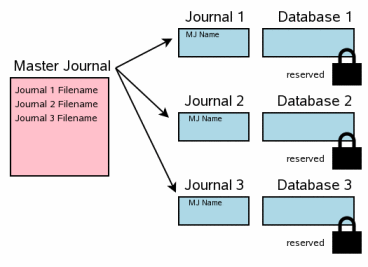 Journal 1
Database 1
MJ Name
reserved
Master Journal
Journal 1 Filename
Journal 2 Filename
Journal 3 Filename
Journal 2
Database 2
MJ Name
reserved
Journal 3
Database 3
MJ Name
reserved